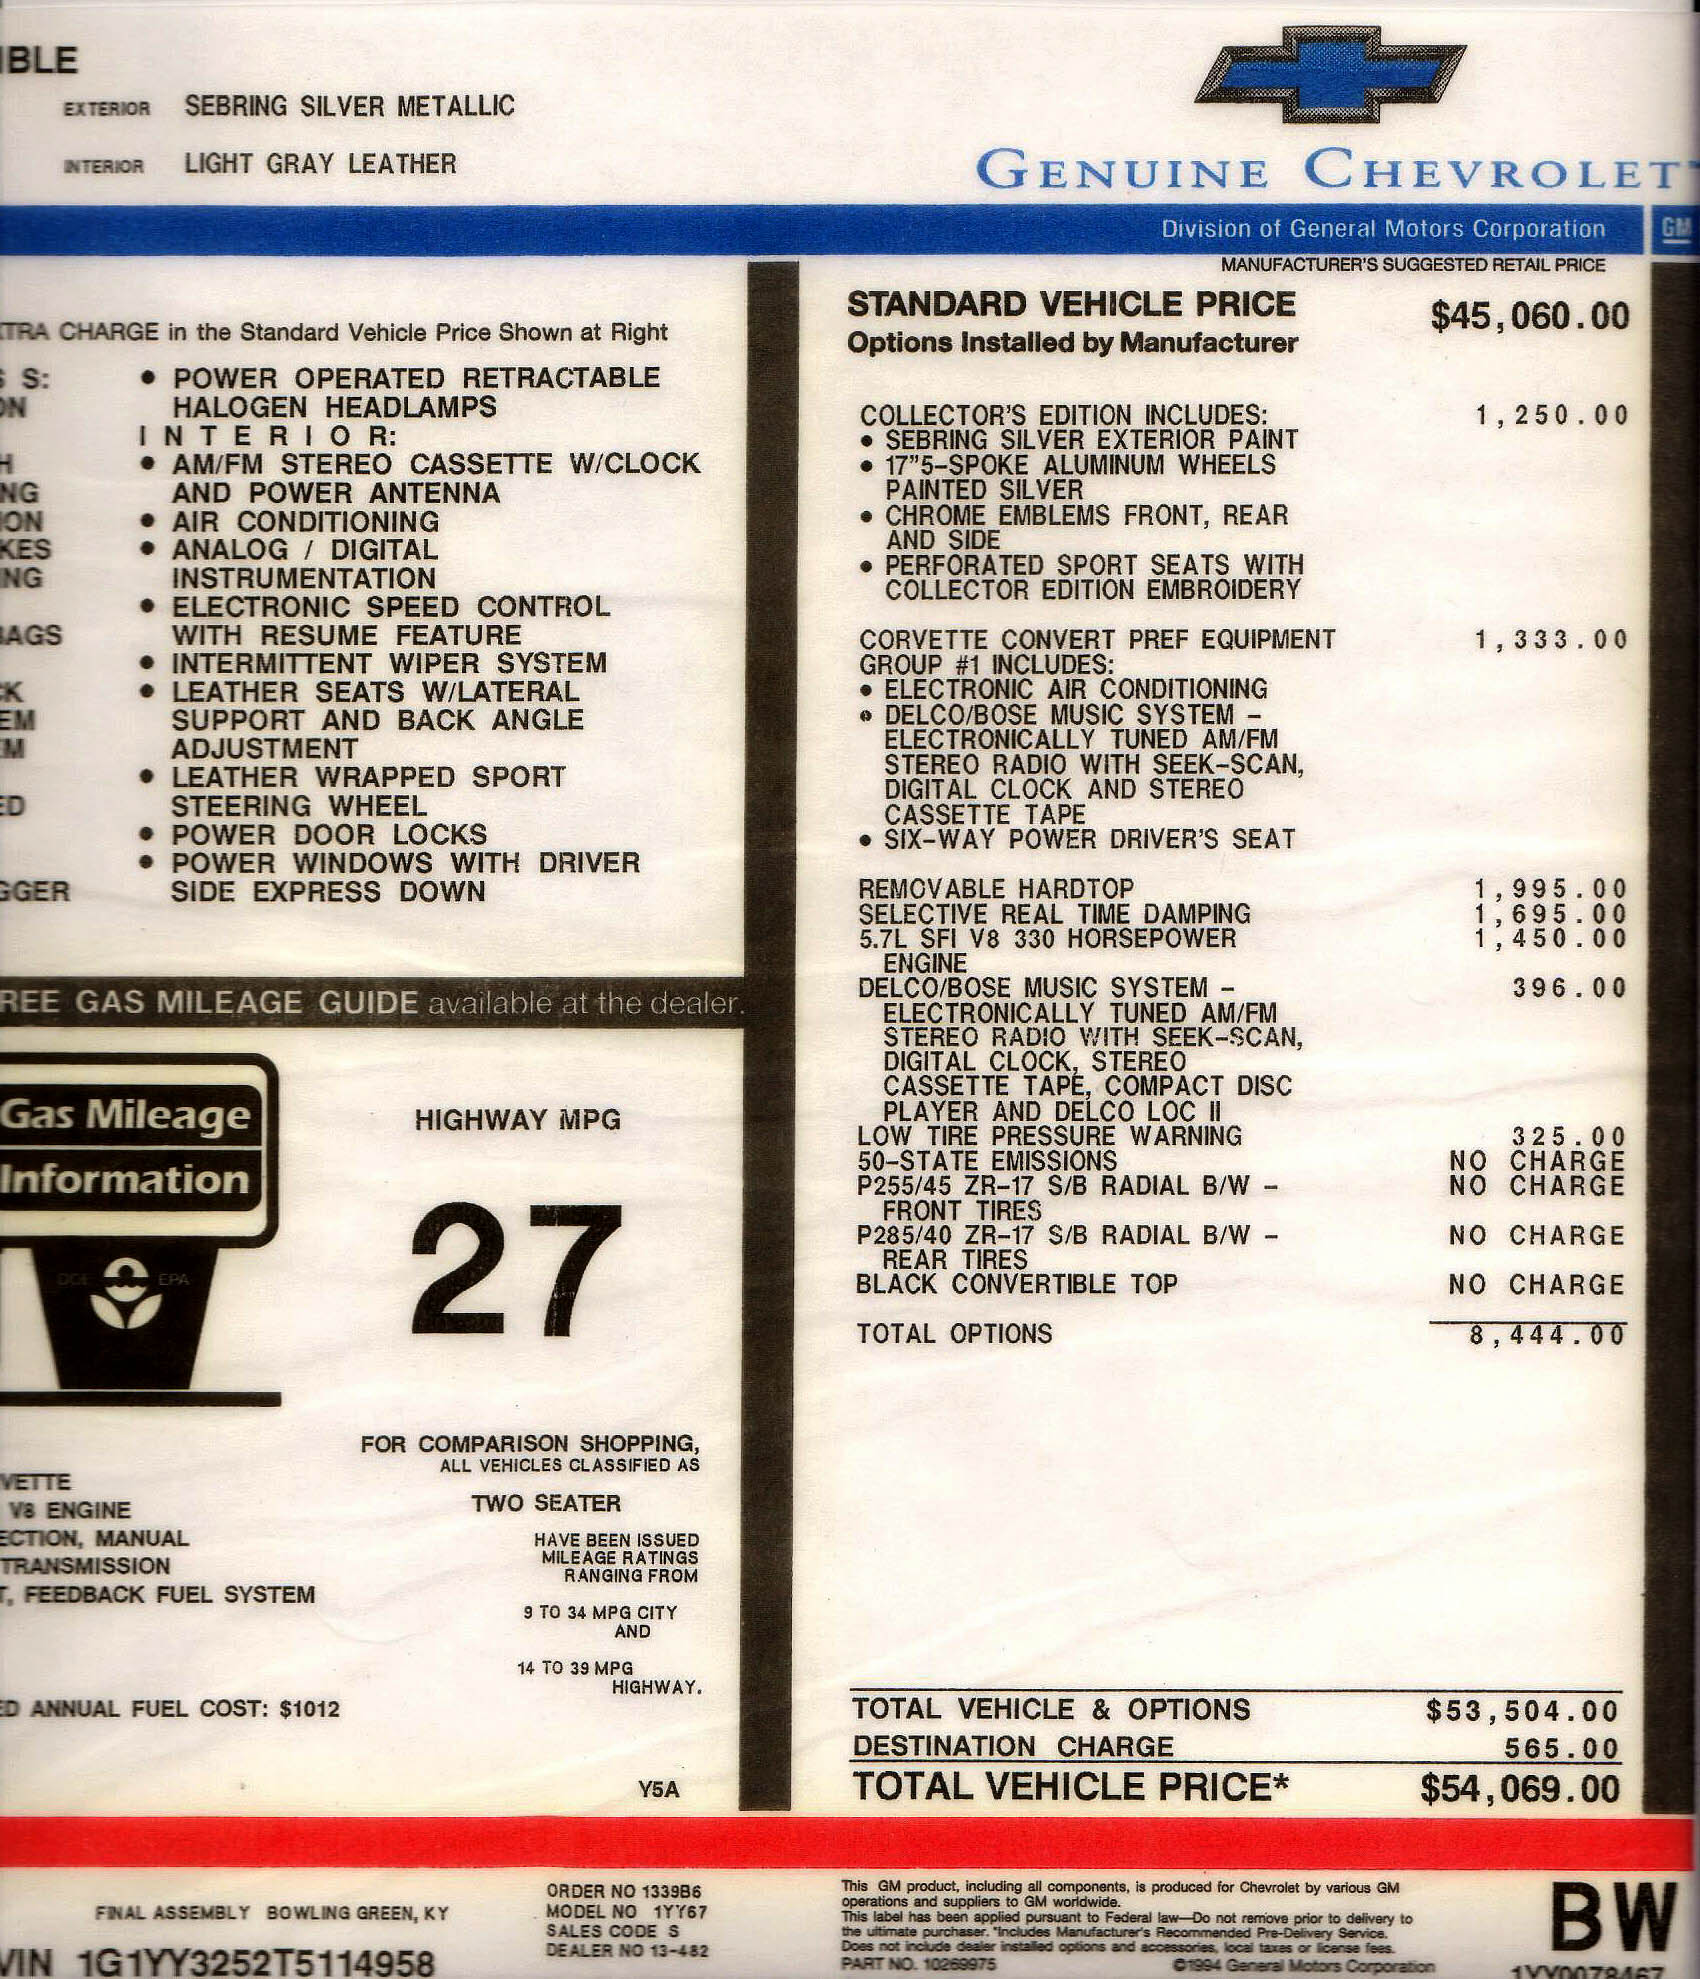 IBLE
EXTERIOR SEBRING SILVER METALLIC
INTERIOR LIGHT GRAY LEATHER
GENUINE CHEVROLET
Division of General Motors Corporation GM
TRA CHARGE in the Standard Vehicle Price Shown at Right
S:
ON
H
NG
ION
KES
NG
BAGS
CK
EM
M
ED
GGER
• POWER OPERATED RETRACTABLE
HALOGEN HEADLAMPS
INTERIOR:
• AM/FM STEREO CASSETTE W/CLOCK
AND POWER ANTENNA
• AIR CONDITIONING
• ANALOG / DIGITAL
INSTRUMENTATION
• ELECTRONIC SPEED CONTROL
WITH RESUME FEATURE
• INTERMITTENT WIPER SYSTEM
• LEATHER SEATS W/LATERAL
SUPPORT AND BACK ANGLE
ADJUSTMENT
• LEATHER WRAPPED SPORT
STEERING WHEEL
• POWER DOOR LOCKS
• POWER WINDOWS WITH DRIVER
SIDE EXPRESS DOWN
REE GAS MILEAGE GUIDE available at the dealer.
Gas Mileage
Information
DOE EPA
HIGHWAY MPG
27
FOR COMPARISON SHOPPING,
ALL VEHICLES CLASSIFIED AS
TWO SEATER
HAVE BEEN ISSUED
MILEAGE RATINGS
RANGING FROM
9 TO 34 MPG CITY
AND
14 TO 39 MPG
HIGHWAY.
VETTE
V8 ENGINE
ECTION, MANUAL
TRANSMISSION
T, FEEDBACK FUEL SYSTEM
ED ANNUAL FUEL COST: $1012
Y5A
MANUFACTURER'S SUGGESTED RETAIL PRICE
STANDARD VEHICLE PRICE $45,060.00
Options Installed by Manufacturer
COLLECTOR'S EDITION INCLUDES: 1,250.00
• SEBRING SILVER EXTERIOR PAINT
• 17"5-SPOKE ALUMINUM WHEELS
PAINTED SILVER
• CHROME EMBLEMS FRONT, REAR
AND SIDE
• PERFORATED SPORT SEATS WITH
COLLECTOR EDITION EMBROIDERY
CORVETTE CONVERT PREF EQUIPMENT 1,333.00
GROUP #1 INCLUDES:
• ELECTRONIC AIR CONDITIONING
• DELCO/BOSE MUSIC SYSTEM -
ELECTRONICALLY TUNED AM/FM
STEREO RADIO WITH SEEK-SCAN,
DIGITAL CLOCK AND STEREO
CASSETTE TAPE
• SIX-WAY POWER DRIVER'S SEAT
REMOVABLE HARDTOP 1,995.00
SELECTIVE REAL TIME DAMPING 1,695.00
5.7L SFI V8 330 HORSEPOWER 1,450.00
ENGINE
DELCO/BOSE MUSIC SYSTEM - 396.00
ELECTRONICALLY TUNED AM/FM
STEREO RADIO WITH SEEK-SCAN,
DIGITAL CLOCK, STEREO
CASSETTE TAPE, COMPACT DISC
PLAYER AND DELCO LOC II
LOW TIRE PRESSURE WARNING 325.00
50-STATE EMISSIONS NO CHARGE
P255/45 ZR-17 S/B RADIAL B/W - NO CHARGE
FRONT TIRES
P285/40 ZR-17 S/B RADIAL B/W - NO CHARGE
REAR TIRES
BLACK CONVERTIBLE TOP NO CHARGE
TOTAL OPTIONS 8,444.00
TOTAL VEHICLE & OPTIONS $53,504.00
DESTINATION CHARGE 565.00
TOTAL VEHICLE PRICE* $54,069.00
FINAL ASSEMBLY BOWLING GREEN, KY
VIN 1G1YY3252T5114958
ORDER NO 1339B6
MODEL NO 1YY67
SALES CODE S
DEALER NO 13-482
This GM product, including all components, is produced for Chevrolet by various GM
operations and suppliers to GM worldwide.
This label has been applied pursuant to Federal law—Do not remove prior to delivery to
the ultimate purchaser. *Includes Manufacturer's Recommended Pre-Delivery Service.
Does not include dealer installed options and accessories, local taxes or license fees.
PART NO. 10269975 ©1994 General Motors Corporation
BW
1YY0078467